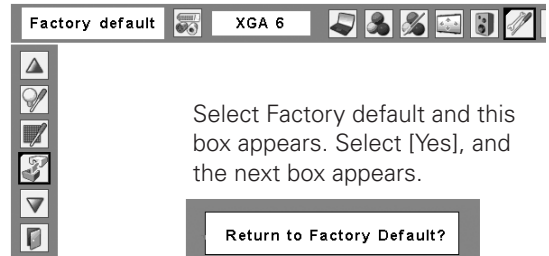 Factory default XGA 6
Select Factory default and this
box appears. Select [Yes], and
the next box appears.
Return to Factory Default?